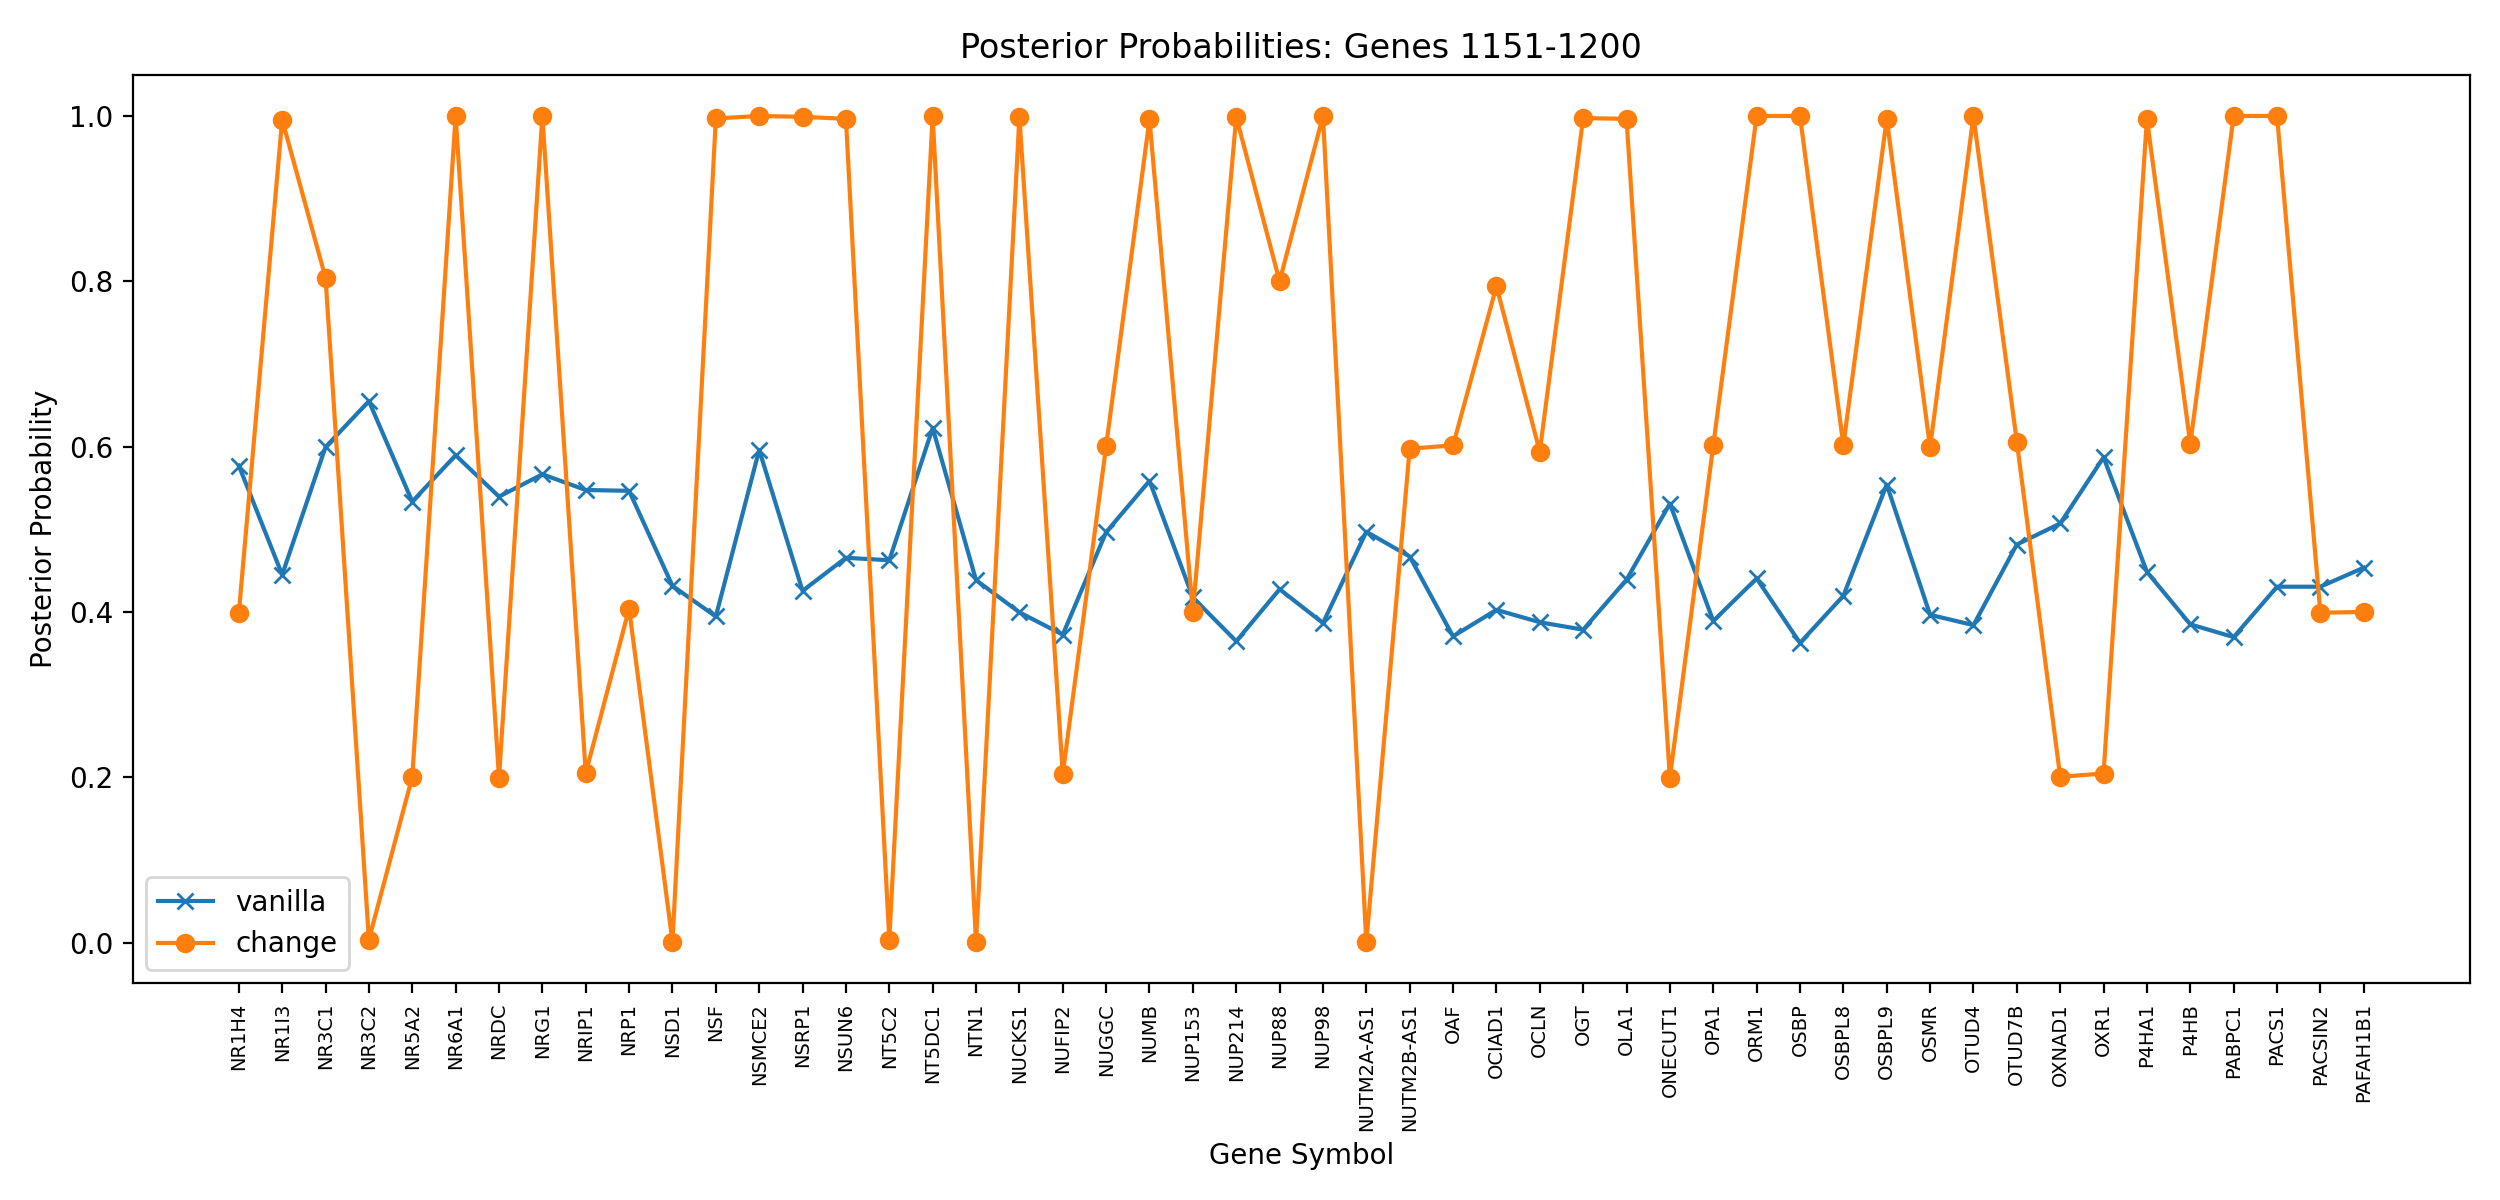 Posterior Probabilities: Genes 1151-1200
Posterior Probability
1.0
0.8
0.6
0.4
0.2
0.0
vanilla
change
NR1H4
NR1I3
NR3C1
NR3C2
NR5A2
NR6A1
NRDC
NRG1
NRIP1
NRP1
NSD1
NSF
NSMCE2
NSRP1
NSUN6
NT5C2
NT5DC1
NTN1
NUCKS1
NUFIP2
NUGGC
NUMB
NUP153
NUP214
NUP88
NUP98
NUTM2A-AS1
NUTM2B-AS1
OAF
OCIAD1
OCLN
OGT
OLA1
ONECUT1
OPA1
ORM1
OSBP
OSBPL8
OSBPL9
OSMR
OTUD4
OTUD7B
OXNAD1
OXR1
P4HA1
P4HB
PABPC1
PACS1
PACSIN2
PAFAH1B1
Gene Symbol